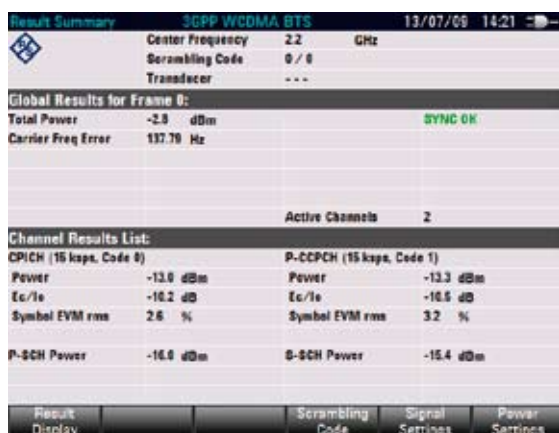 Result Summary 3GPP WCDMA BTS 13/07/09 14:21
Center Frequency 2.2 GHz
Scrambling Code 0 / 0
Transducer - - -
Global Results for Frame 0:
Total Power -2.8 dBm SYNC OK
Carrier Freq Error 137.79 Hz
Active Channels 2
Channel Results List:
CPICH (15 ksps, Code 0) P-CCPCH (15 ksps, Code 1)
Power -13.0 dBm Power -13.3 dBm
Ec/Io -10.2 dB Ec/Io -10.5 dB
Symbol EVM rms 2.6 % Symbol EVM rms 3.2 %
P-SCH Power -16.0 dBm S-SCH Power -15.4 dBm
Result Display Scrambling Code Signal Settings Power Settings